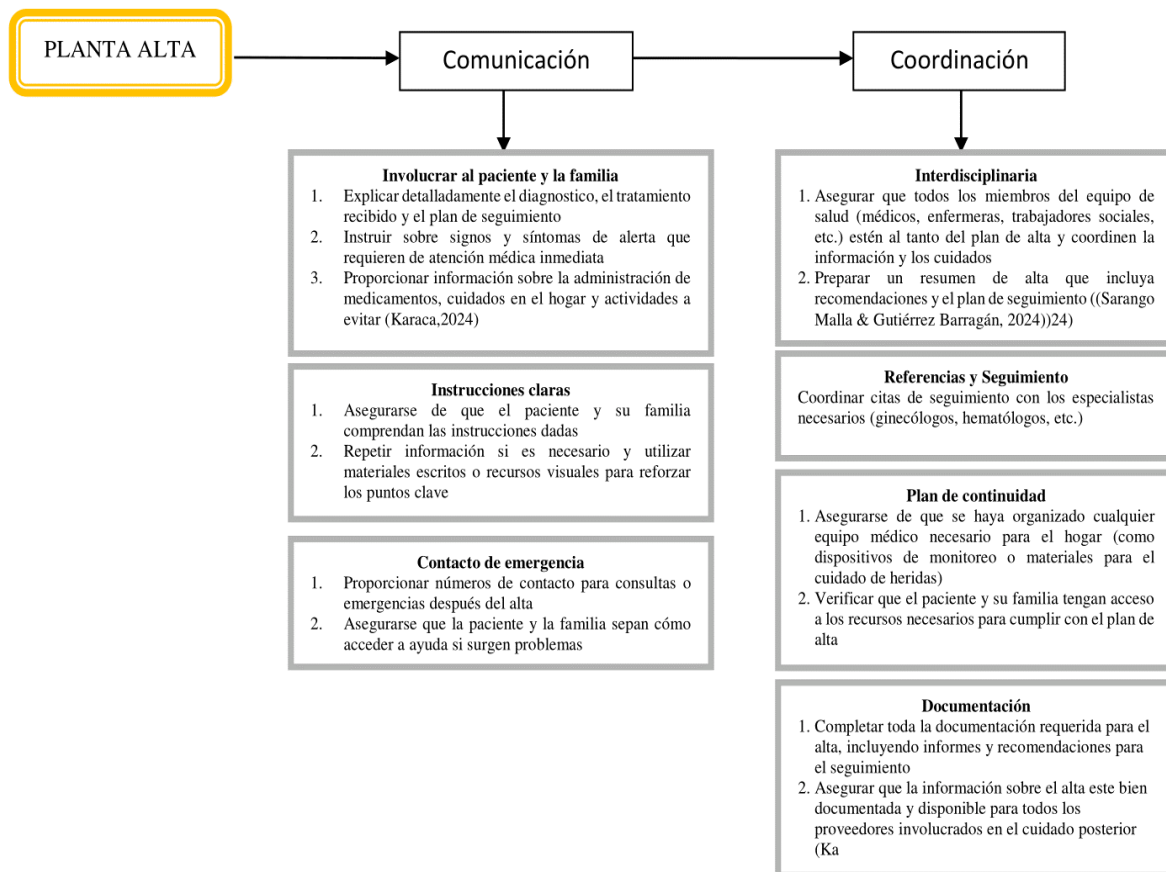 PLANTA ALTA
Comunicación
Coordinación
Involucrar al paciente y la familia
1. Explicar detalladamente el diagnostico, el tratamiento
recibido y el plan de seguimiento
2. Instruir sobre signos y síntomas de alerta que
requieren de atención médica inmediata
3. Proporcionar información sobre la administración de
medicamentos, cuidados en el hogar y actividades a
evitar (Karaca,2024)
Instrucciones claras
1. Asegurarse de que el paciente y su familia
comprendan las instrucciones dadas
2. Repetir información si es necesario y utilizar
materiales escritos o recursos visuales para reforzar
los puntos clave
Contacto de emergencia
1. Proporcionar números de contacto para consultas o
emergencias después del alta
2. Asegurarse que la paciente y la familia sepan cómo
acceder a ayuda si surgen problemas
Interdisciplinaria
1. Asegurar que todos los miembros del equipo de
salud (médicos, enfermeras, trabajadores sociales,
etc.) estén al tanto del plan de alta y coordinen la
información y los cuidados
2. Preparar un resumen de alta que incluya
recomendaciones y el plan de seguimiento ((Sarango
Malla & Gutiérrez Barragán, 2024))24)
Referencias y Seguimiento
Coordinar citas de seguimiento con los especialistas
necesarios (ginecólogos, hematólogos, etc.)
Plan de continuidad
1. Asegurarse de que se haya organizado cualquier
equipo médico necesario para el hogar (como
dispositivos de monitoreo o materiales para el
cuidado de heridas)
2. Verificar que el paciente y su familia tengan acceso
a los recursos necesarios para cumplir con el plan de
alta
Documentación
1. Completar toda la documentación requerida para el
alta, incluyendo informes y recomendaciones para
el seguimiento
2. Asegurar que la información sobre el alta este bien
documentada y disponible para todos los
proveedores involucrados en el cuidado posterior
(Ka